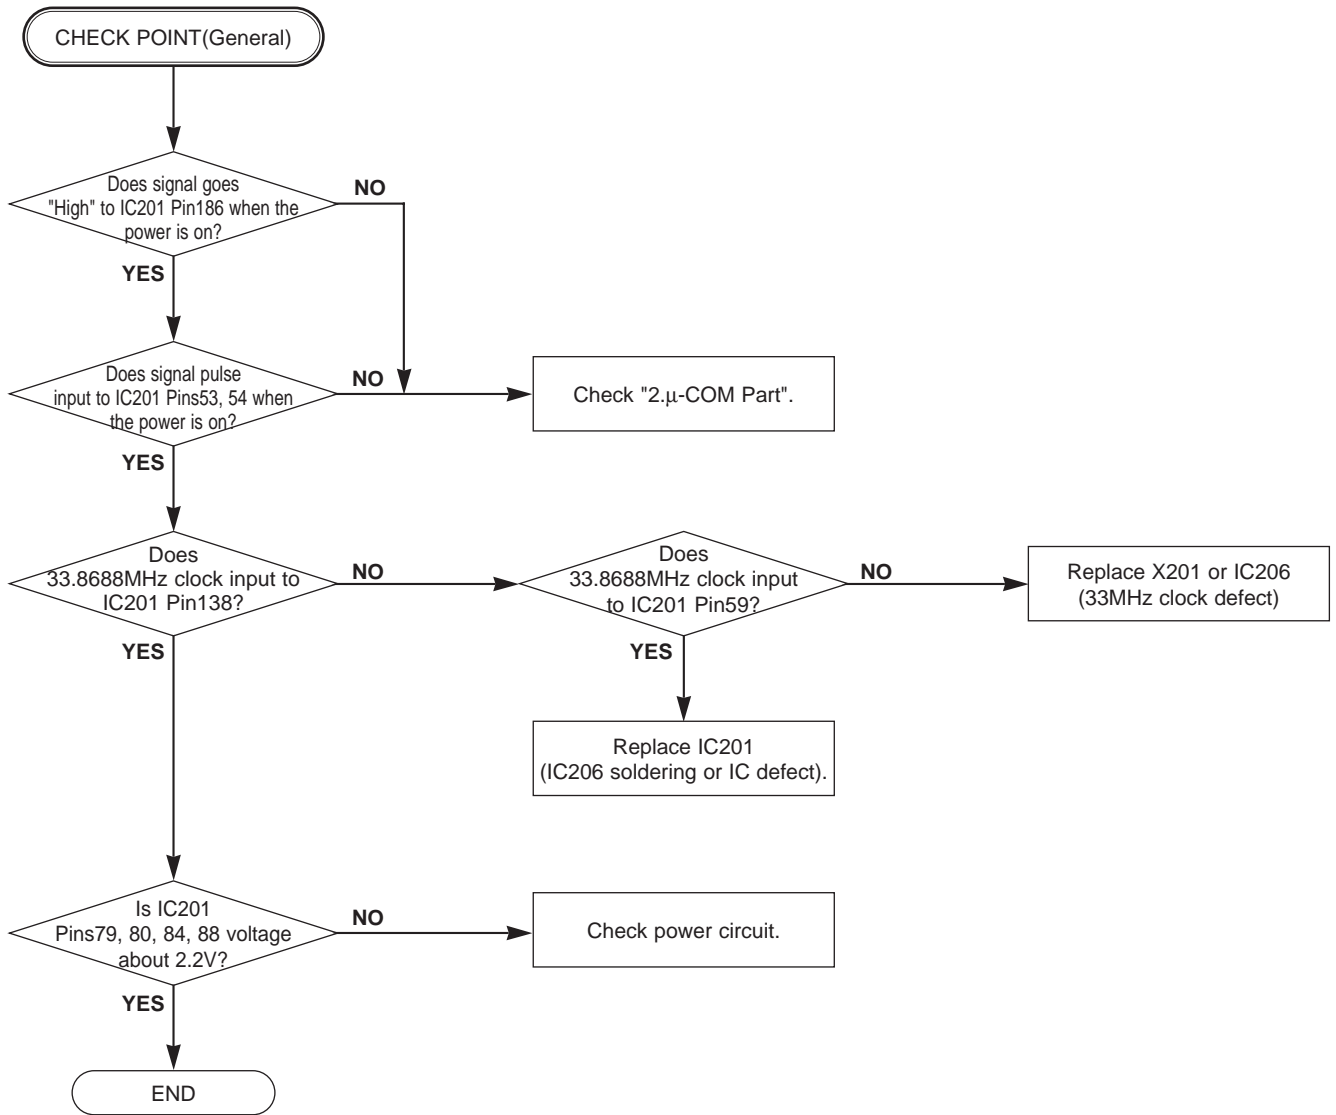 CHECK POINT(General)
Does signal goes
"High" to IC201 Pin186 when the
power is on?
NO
YES
Does signal pulse
input to IC201 Pins53, 54 when
the power is on?
NO
Check "2.μ-COM Part".
YES
Does
33.8688MHz clock input to
IC201 Pin138?
NO
Does
33.8688MHz clock input
to IC201 Pin59?
NO
Replace X201 or IC206
(33MHz clock defect)
YES
YES
Replace IC201
(IC206 soldering or IC defect).
Is IC201
Pins79, 80, 84, 88 voltage
about 2.2V?
NO
Check power circuit.
YES
END